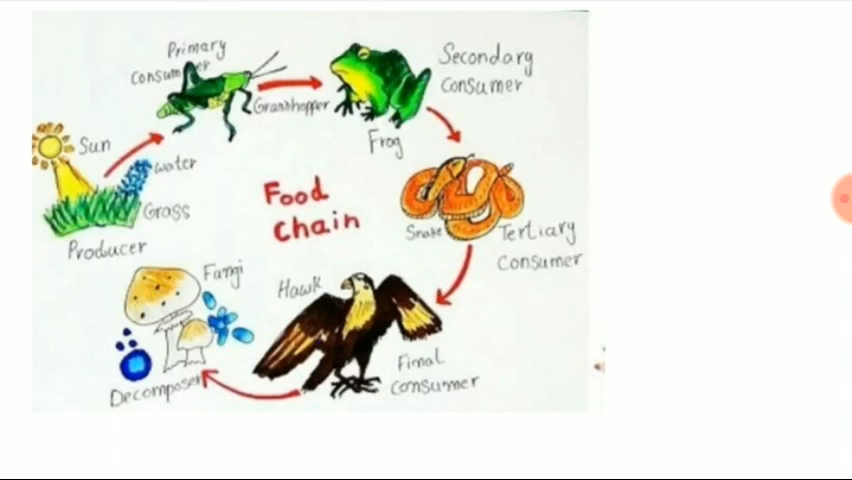 Primary
Consumer
Grasshopper
Secondary
Consumer
Frog
Sun
water
Grass
Producer
Food
chain
Snake
Tertiary
Consumer
Hawk
Final
Consumer
Fungi
Decomposer